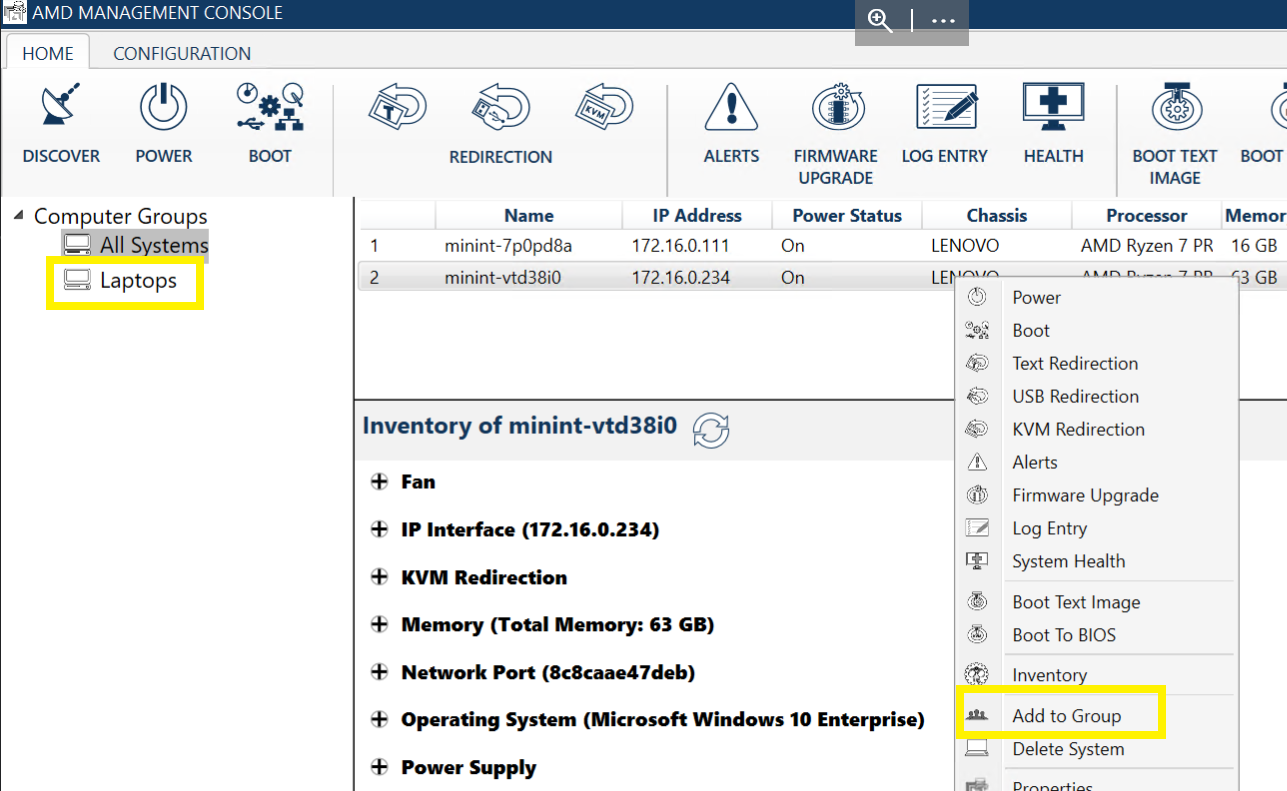 AMD MANAGEMENT CONSOLE
HOME CONFIGURATION
DISCOVER POWER BOOT REDIRECTION ALERTS FIRMWARE UPGRADE LOG ENTRY HEALTH BOOT TEXT IMAGE BOOT
T
KVM
Computer Groups
All Systems
Laptops
Name IP Address Power Status Chassis Processor Memor
1 minint-7p0pd8a 172.16.0.111 On LENOVO AMD Ryzen 7 PR 16 GB
2 minint-vtd38i0 172.16.0.234 On LENOVO AMD Ryzen 7 PR 63 GB
Inventory of minint-vtd38i0
Fan
IP Interface (172.16.0.234)
KVM Redirection
Memory (Total Memory: 63 GB)
Network Port (8c8caae47deb)
Operating System (Microsoft Windows 10 Enterprise)
Power Supply
Power
Boot
Text Redirection
USB Redirection
KVM Redirection
Alerts
Firmware Upgrade
Log Entry
System Health
Boot Text Image
Boot To BIOS
Inventory
Add to Group
Delete System
Properties